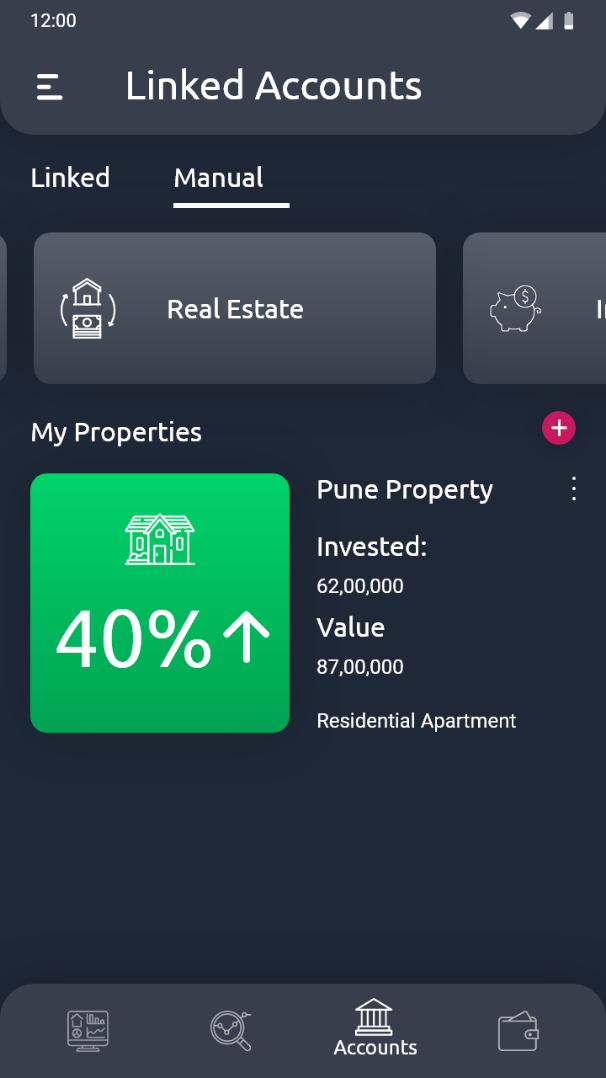 12:00
Linked Accounts
Linked Manual
Real Estate
My Properties
+
40%↑
Pune Property
Invested:
62,00,000
Value
87,00,000
Residential Apartment
Accounts